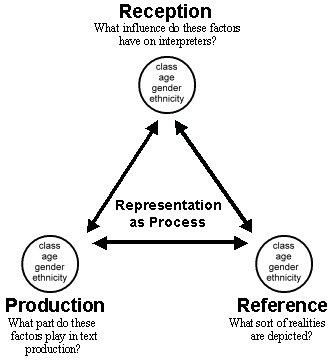 Reception
What influence do these factors
have on interpreters?
class
age
gender
ethnicity
Representation
as Process
class
age
gender
ethnicity
Production
What part do these
factors play in text
production?
class
age
gender
ethnicity
Reference
What sort of realities
are depicted?